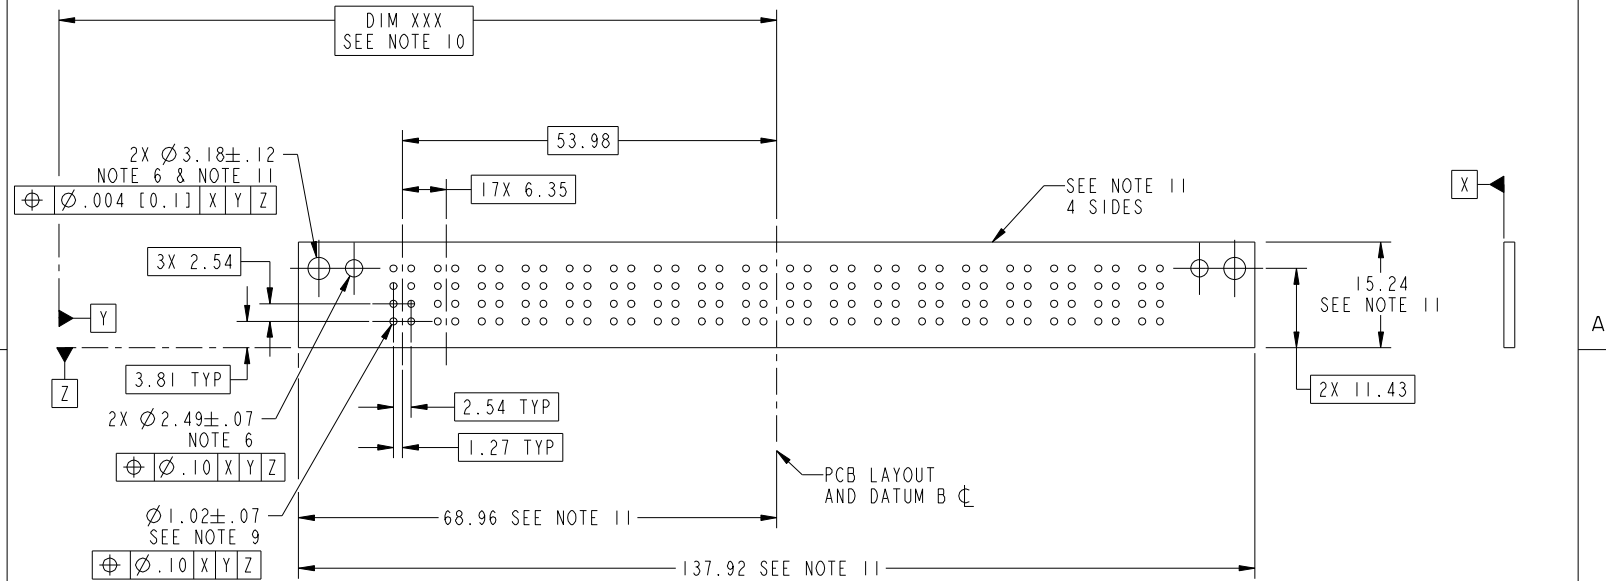 DIM XXX
SEE NOTE 10
53.98
2X Ø3.18±.12
NOTE 6 & NOTE 11
⌖ Ø.004 [0.1] X Y Z
17X 6.35
SEE NOTE 11
4 SIDES
X
3X 2.54
15.24
SEE NOTE 11
Y
A
Z
3.81 TYP
2X 11.43
2X Ø2.49±.07
NOTE 6
⌖ Ø.10 X Y Z
2.54 TYP
1.27 TYP
PCB LAYOUT
AND DATUM B ℄
Ø1.02±.07
SEE NOTE 9
⌖ Ø.10 X Y Z
68.96 SEE NOTE 11
137.92 SEE NOTE 11